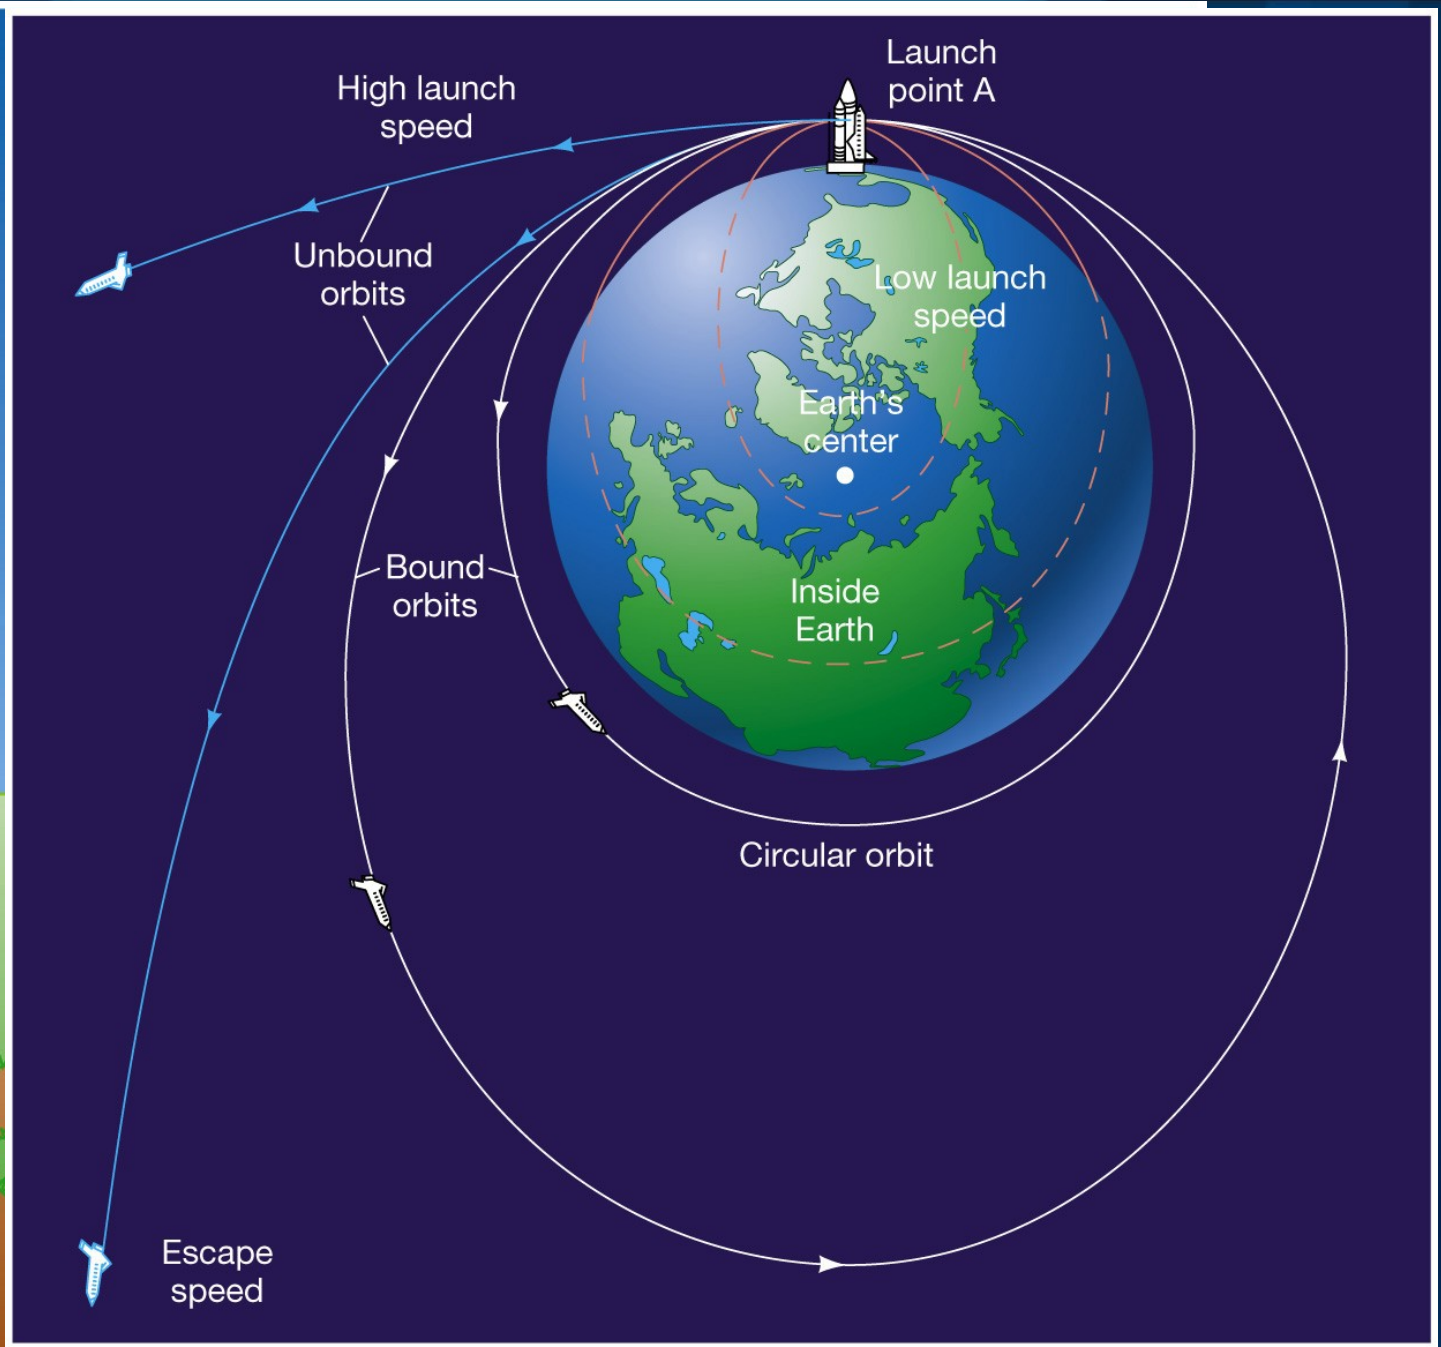 Launch
point A
High launch
speed
Unbound
orbits
Low launch
speed
Earth's
center
Bound
orbits
Inside
Earth
Circular orbit
Escape
speed